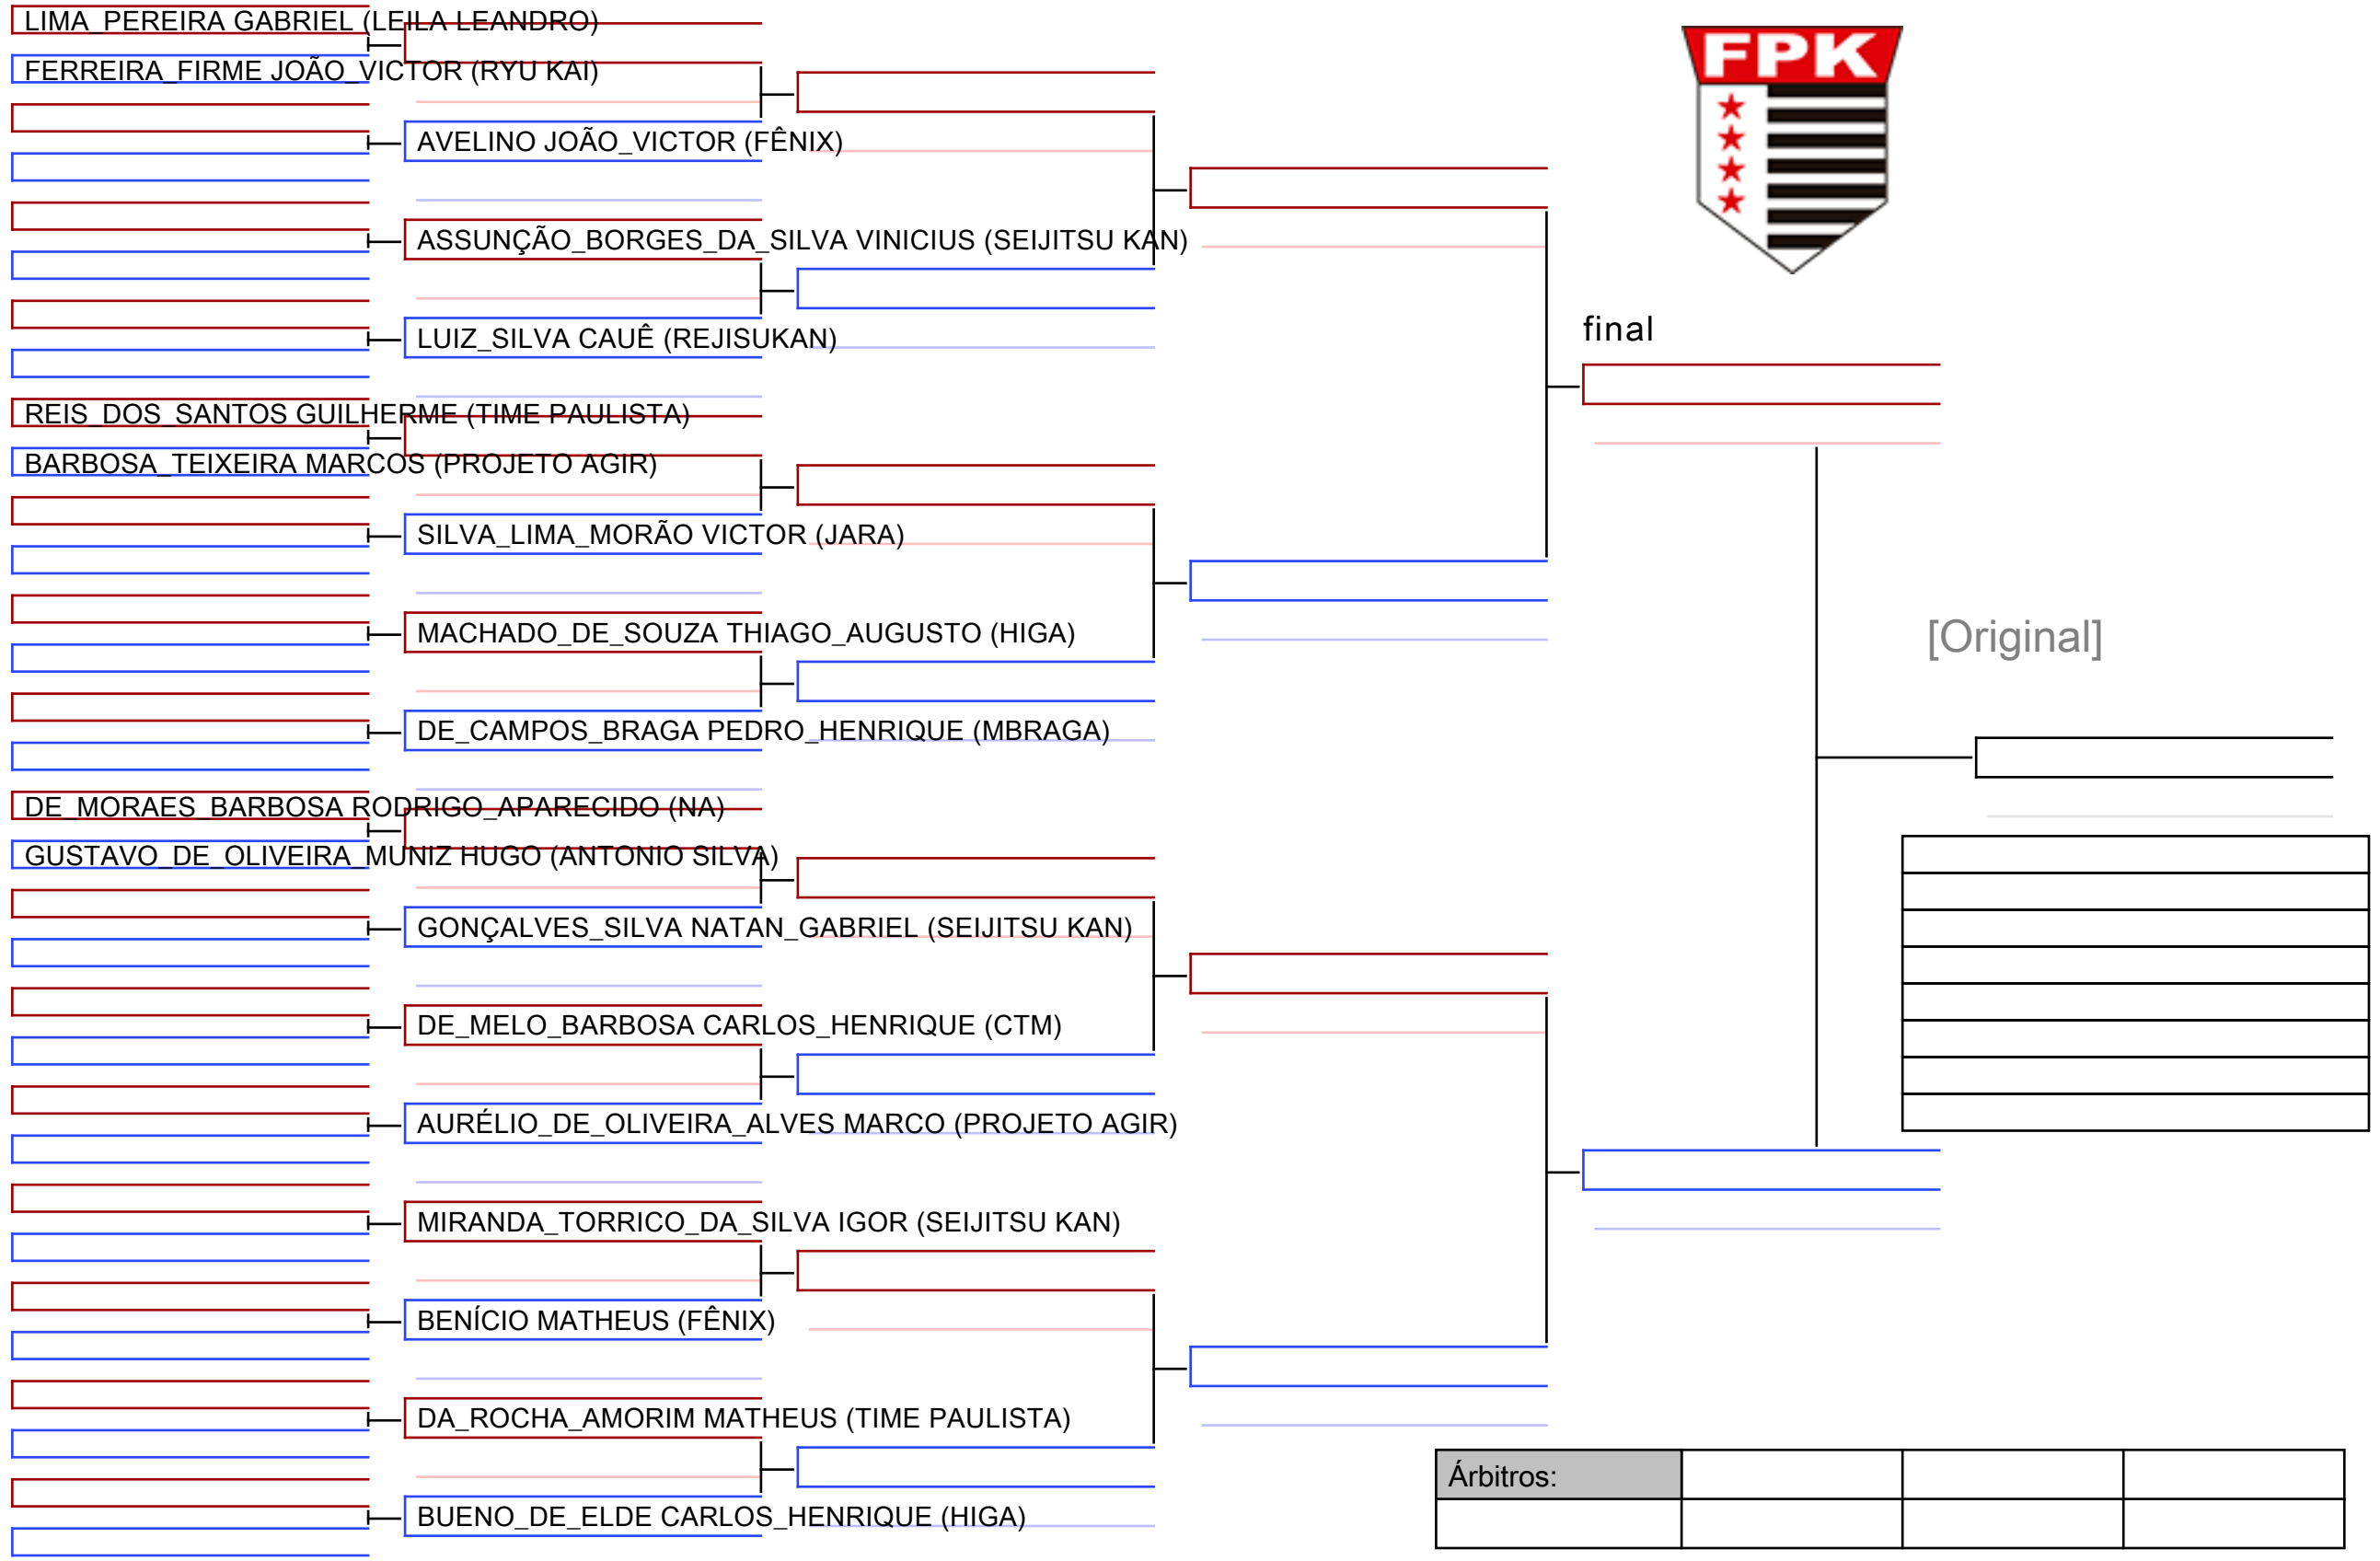 LIMA_PEREIRA GABRIEL (LEILA LEANDRO)
FERREIRA_FIRME JOÃO_VICTOR (RYU KAI)
AVELINO JOÃO_VICTOR (FÊNIX)
ASSUNÇÃO_BORGES_DA_SILVA VINICIUS (SEIJITSU KAN)
LUIZ_SILVA CAUÊ (REJISUKAN)
REIS_DOS_SANTOS GUILHERME (TIME PAULISTA)
BARBOSA_TEIXEIRA MARCOS (PROJETO AGIR)
SILVA_LIMA_MORÃO VICTOR (JARA)
MACHADO_DE_SOUZA THIAGO_AUGUSTO (HIGA)
DE_CAMPOS_BRAGA PEDRO_HENRIQUE (MBRAGA)
DE_MORAES_BARBOSA RODRIGO_APARECIDO (NA)
GUSTAVO_DE_OLIVEIRA_MUNIZ HUGO (ANTONIO SILVA)
GONÇALVES_SILVA NATAN_GABRIEL (SEIJITSU KAN)
DE_MELO_BARBOSA CARLOS_HENRIQUE (CTM)
AURÉLIO_DE_OLIVEIRA_ALVES MARCO (PROJETO AGIR)
MIRANDA_TORRICO_DA_SILVA IGOR (SEIJITSU KAN)
BENÍCIO MATHEUS (FÊNIX)
DA_ROCHA_AMORIM MATHEUS (TIME PAULISTA)
BUENO_DE_ELDE CARLOS_HENRIQUE (HIGA)
FPK
final
[Original]
Árbitros: